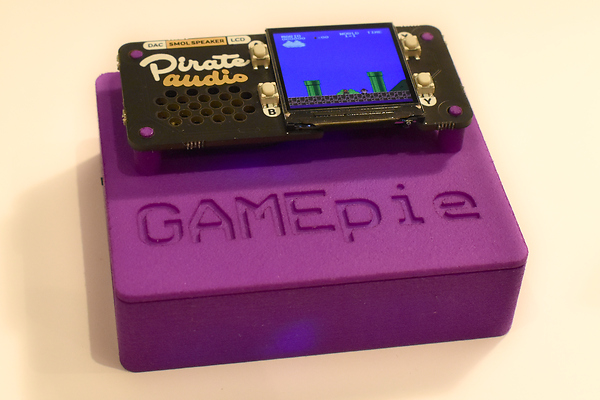 DAC SMOL SPEAKER LCD
Pirate
audio
B
Y
GAMEpie